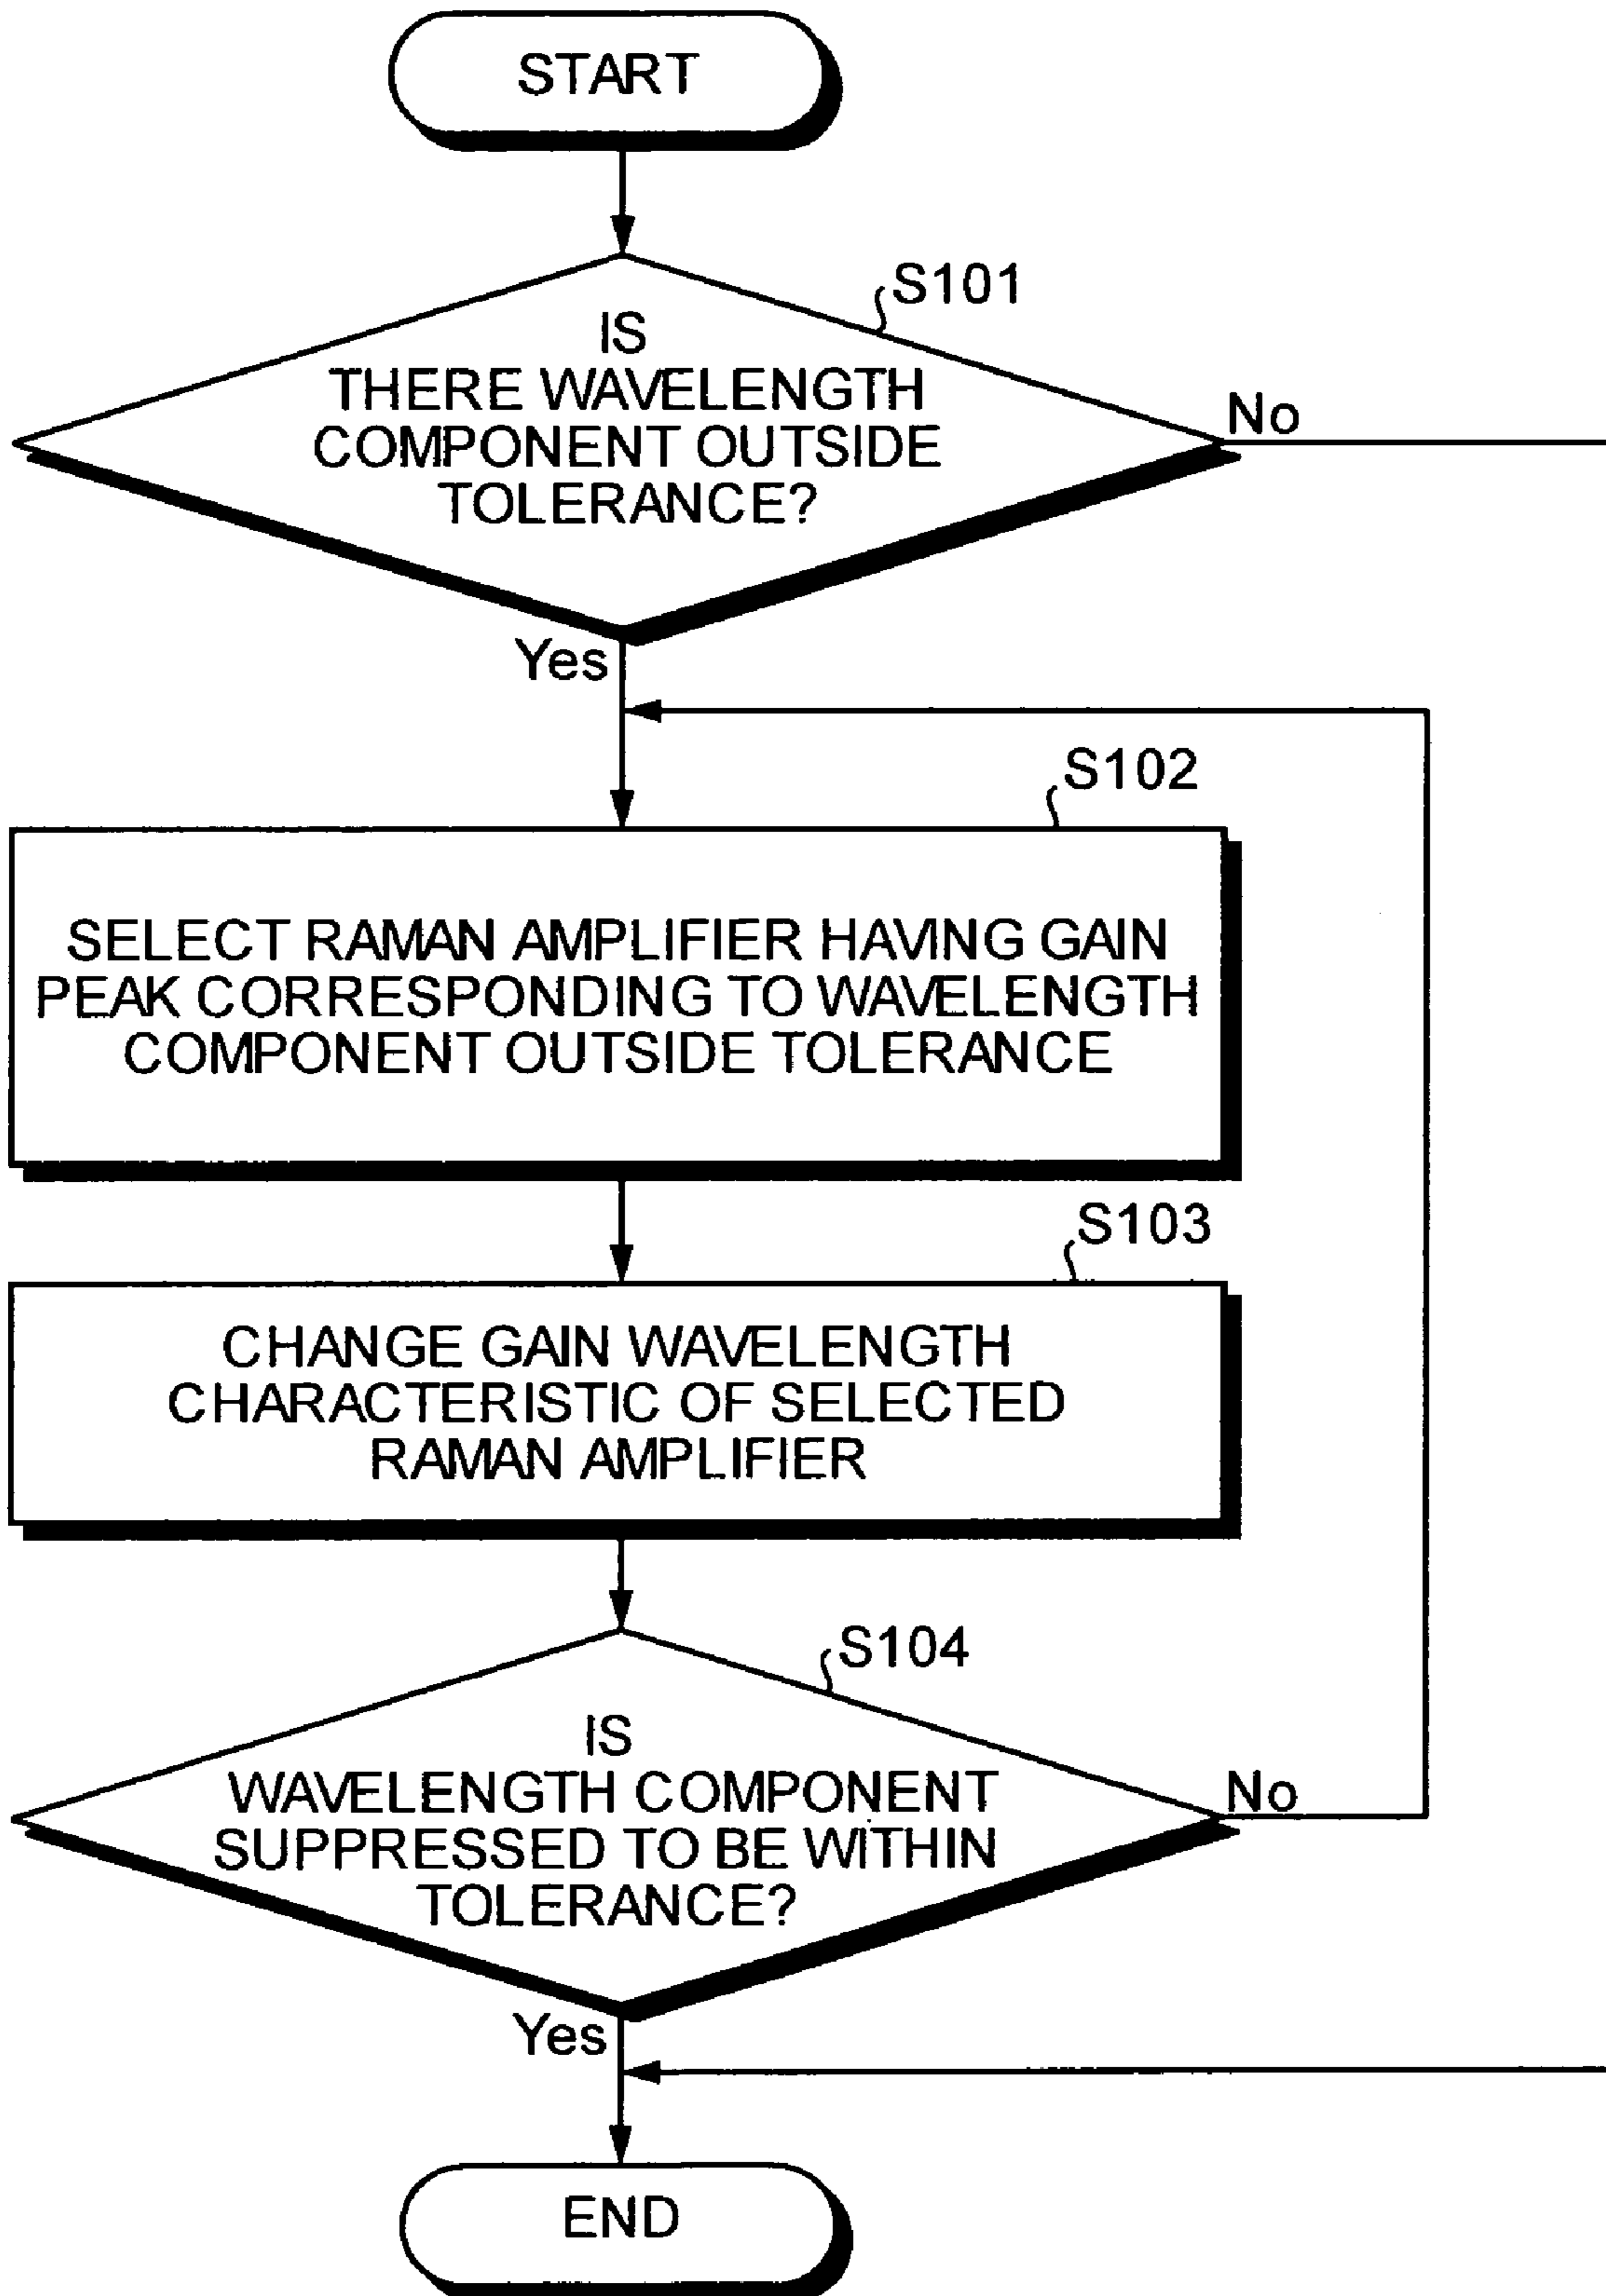 START
S101
IS
THERE WAVELENGTH
COMPONENT OUTSIDE
TOLERANCE?
No
Yes
S102
SELECT RAMAN AMPLIFIER HAVING GAIN
PEAK CORRESPONDING TO WAVELENGTH
COMPONENT OUTSIDE TOLERANCE
S103
CHANGE GAIN WAVELENGTH
CHARACTERISTIC OF SELECTED
RAMAN AMPLIFIER
S104
IS
WAVELENGTH COMPONENT
SUPPRESSED TO BE WITHIN
TOLERANCE?
No
Yes
END